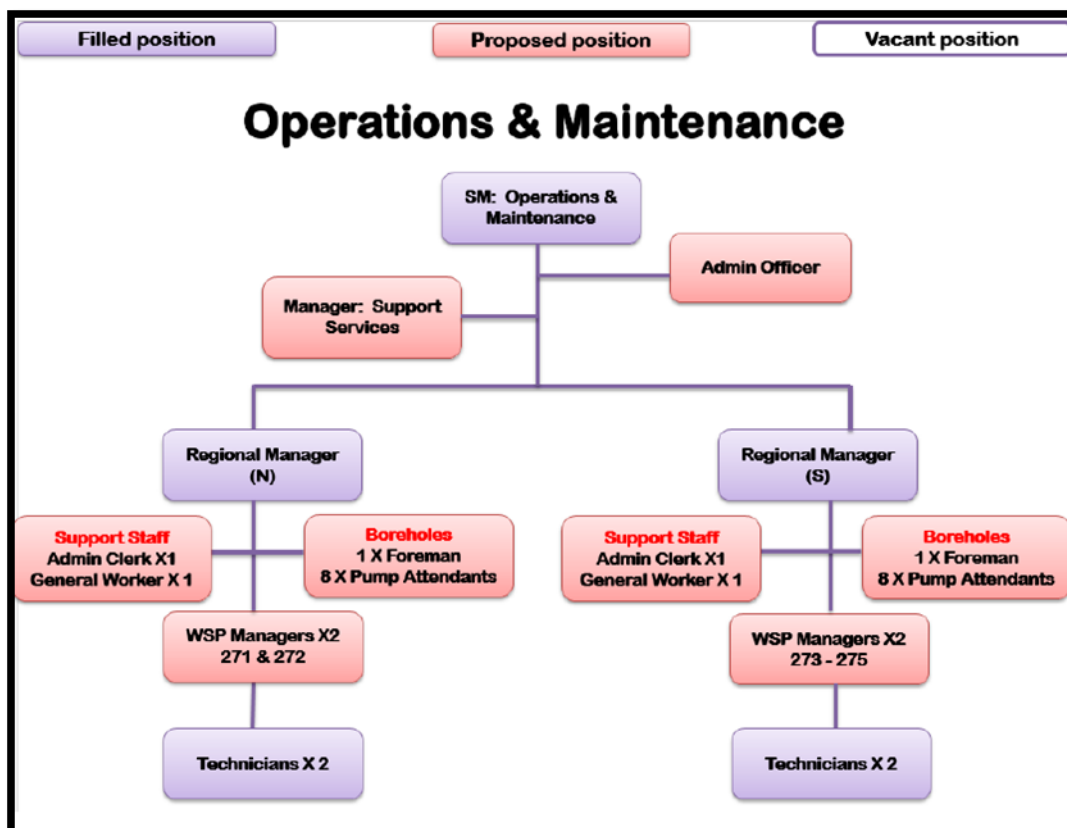 Filled position
Proposed position
Vacant position
Operations & Maintenance
SM: Operations &
Maintenance
Admin Officer
Manager: Support
Services
Regional Manager
(N)
Regional Manager
(S)
Support Staff
Admin Clerk X1
General Worker X 1
Boreholes
1 X Foreman
8 X Pump Attendants
Support Staff
Admin Clerk X1
General Worker X 1
Boreholes
1 X Foreman
8 X Pump Attendants
WSP Managers X2
271 & 272
WSP Managers X2
273 - 275
Technicians X 2
Technicians X 2